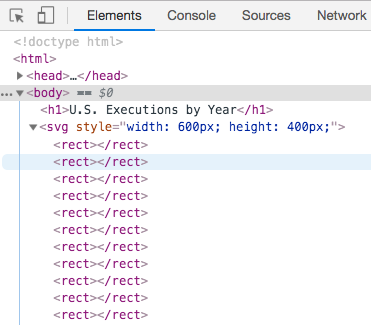 Elements Console Sources Network
<!doctype html>
<html>
<head>…</head>
… <body> == $0
<h1>U.S. Executions by Year</h1>
<svg style="width: 600px; height: 400px;">
<rect></rect>
<rect></rect>
<rect></rect>
<rect></rect>
<rect></rect>
<rect></rect>
<rect></rect>
<rect></rect>
<rect></rect>
<rect></rect>
<rect></rect>